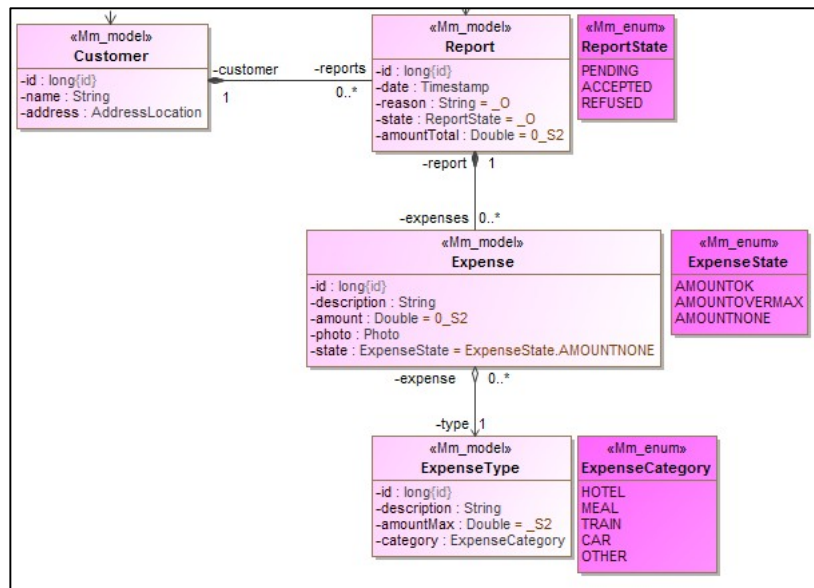 «Mm_model»
Customer
-id : long{id}
-name : String
-address : AddressLocation
-customer
1
-reports
0..*
«Mm_model»
Report
-id : long{id}
-date : Timestamp
-reason : String = _O
-state : ReportState = _O
-amountTotal : Double = 0_S2
«Mm_enum»
ReportState
PENDING
ACCEPTED
REFUSED
-report 1
-expenses 0..*
«Mm_model»
Expense
-id : long{id}
-description : String
-amount : Double = 0_S2
-photo : Photo
-state : ExpenseState = ExpenseState.AMOUNTNONE
«Mm_enum»
ExpenseState
AMOUNTOK
AMOUNTOVERMAX
AMOUNTNONE
-expense 0..*
-type 1
«Mm_model»
ExpenseType
-id : long{id}
-description : String
-amountMax : Double = _S2
-category : ExpenseCategory
«Mm_enum»
ExpenseCategory
HOTEL
MEAL
TRAIN
CAR
OTHER